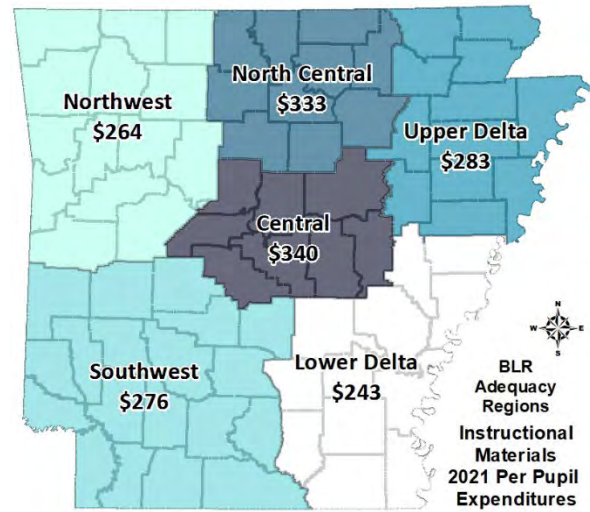 North Central
$333
Northwest
$264
Upper Delta
$283
Central
$340
Southwest
$276
Lower Delta
$243
N
W
E
S
BLR
Adequacy
Regions
Instructional
Materials
2021 Per Pupil
Expenditures